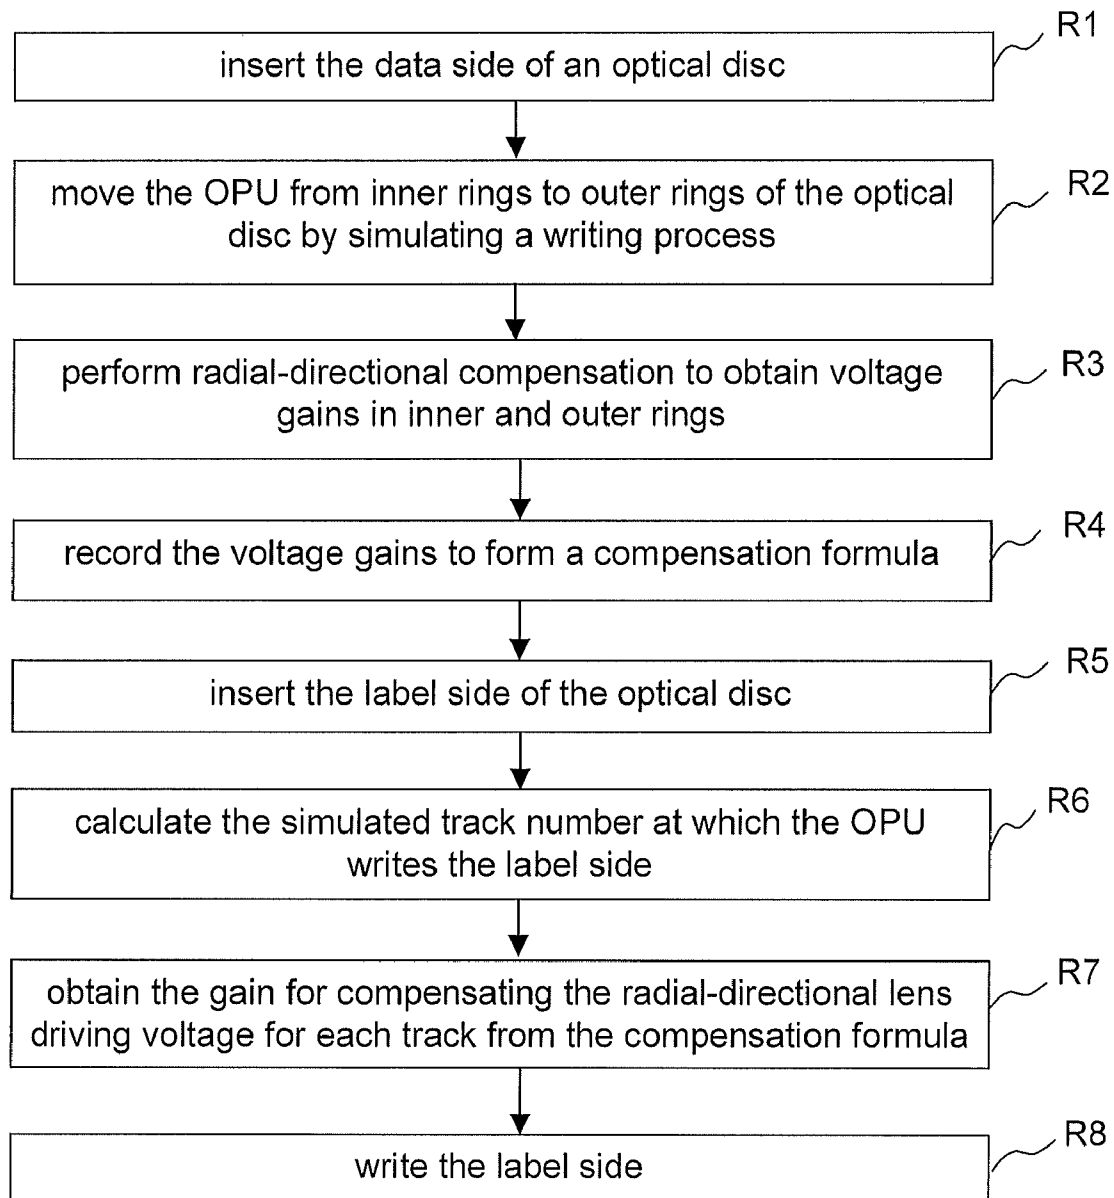 R1
insert the data side of an optical disc
R2
move the OPU from inner rings to outer rings of the optical
disc by simulating a writing process
R3
perform radial-directional compensation to obtain voltage
gains in inner and outer rings
R4
record the voltage gains to form a compensation formula
R5
insert the label side of the optical disc
R6
calculate the simulated track number at which the OPU
writes the label side
R7
obtain the gain for compensating the radial-directional lens
driving voltage for each track from the compensation formula
R8
write the label side